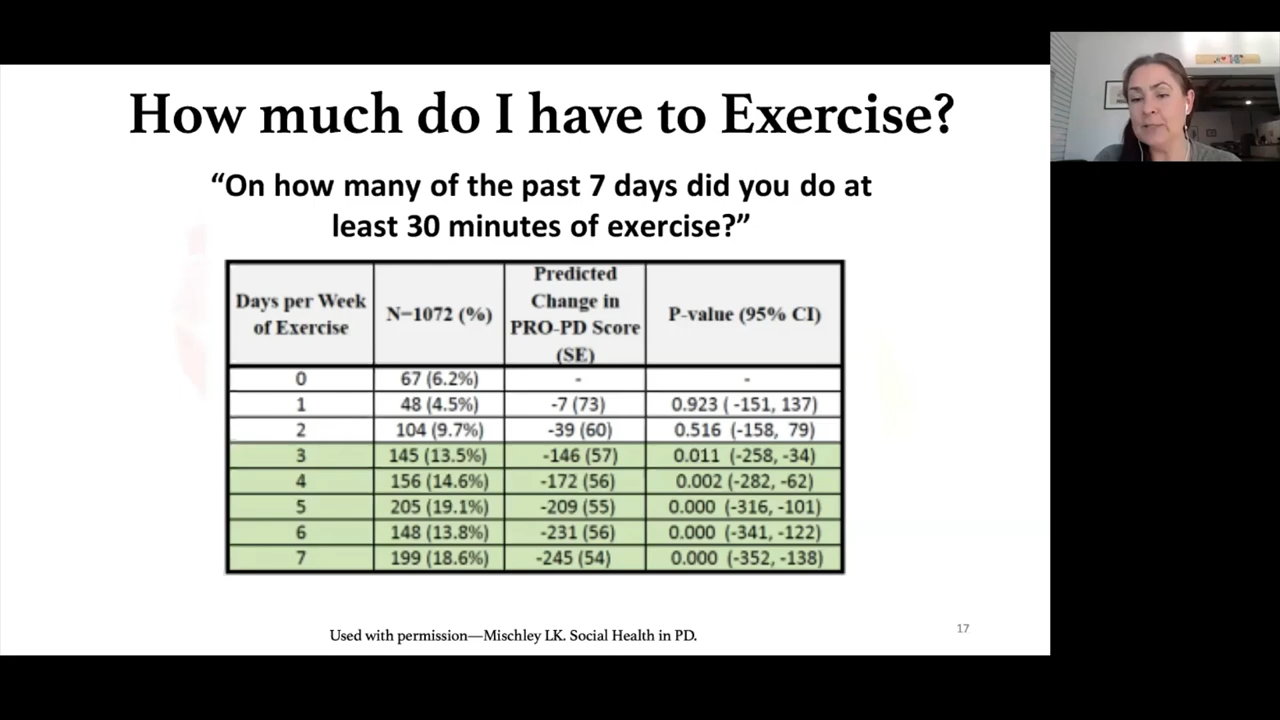 How much do I have to Exercise?
“On how many of the past 7 days did you do at
least 30 minutes of exercise?”
Days per Week of Exercise | N=1072 (%) | Predicted Change in PRO-PD Score (SE) | P-value (95% CI)
0 | 67 (6.2%) | - | -
1 | 48 (4.5%) | -7 (73) | 0.923 ( -151, 137)
2 | 104 (9.7%) | -39 (60) | 0.516 (-158, 79)
3 | 145 (13.5%) | -146 (57) | 0.011 (-258, -34)
4 | 156 (14.6%) | -172 (56) | 0.002 (-282, -62)
5 | 205 (19.1%) | -209 (55) | 0.000 (-316, -101)
6 | 148 (13.8%) | -231 (56) | 0.000 (-341, -122)
7 | 199 (18.6%) | -245 (54) | 0.000 (-352, -138)
Used with permission—Mischley LK. Social Health in PD.
17